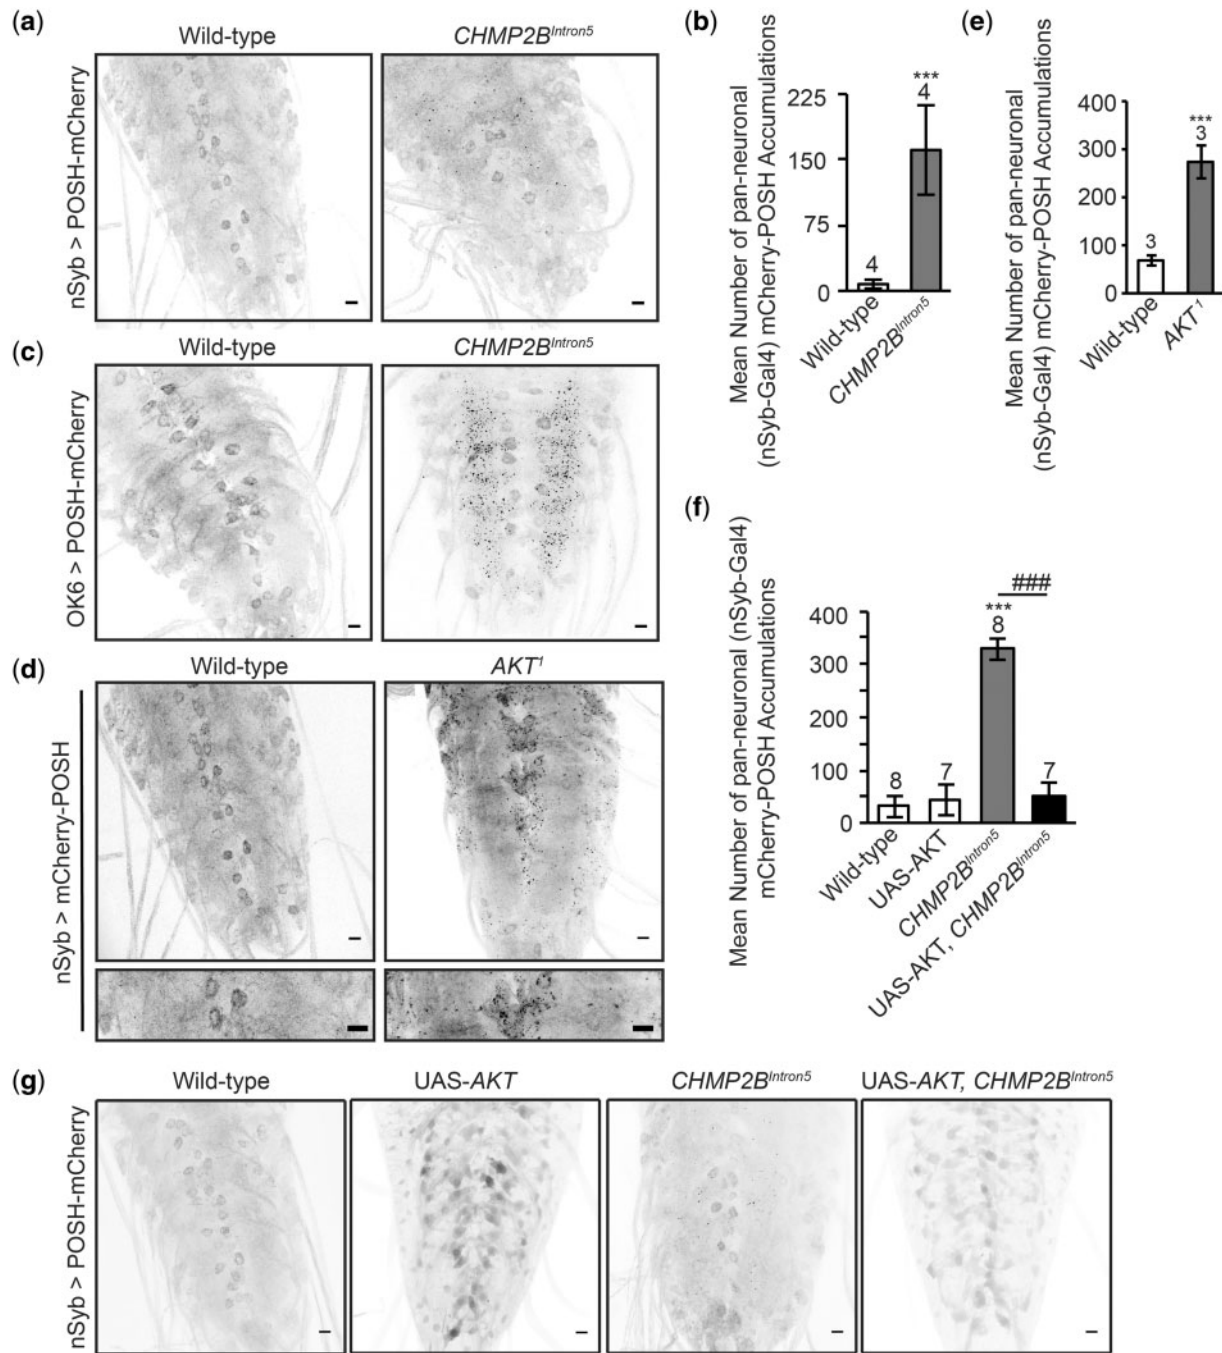 (a)
Wild-type
CHMP2B^Intron5
nSyb > POSH-mCherry
(b)
Mean Number of pan-neuronal
(nSyb-Gal4) mCherry-POSH Accumulations
225
150
75
0
4
***
4
Wild-type
CHMP2B^Intron5
(e)
Mean Number of pan-neuronal
(nSyb-Gal4) mCherry-POSH Accumulations
400
300
200
100
0
3
***
3
Wild-type
AKT^1
(c)
Wild-type
CHMP2B^Intron5
OK6 > POSH-mCherry
(d)
Wild-type
AKT^1
nSyb > mCherry-POSH
(f)
Mean Number of pan-neuronal (nSyb-Gal4)
mCherry-POSH Accumulations
400
300
200
100
0
8
7
***
8
###
7
Wild-type
UAS-AKT
CHMP2B^Intron5
UAS-AKT, CHMP2B^Intron5
(g)
Wild-type
UAS-AKT
CHMP2B^Intron5
UAS-AKT, CHMP2B^Intron5
nSyb > POSH-mCherry